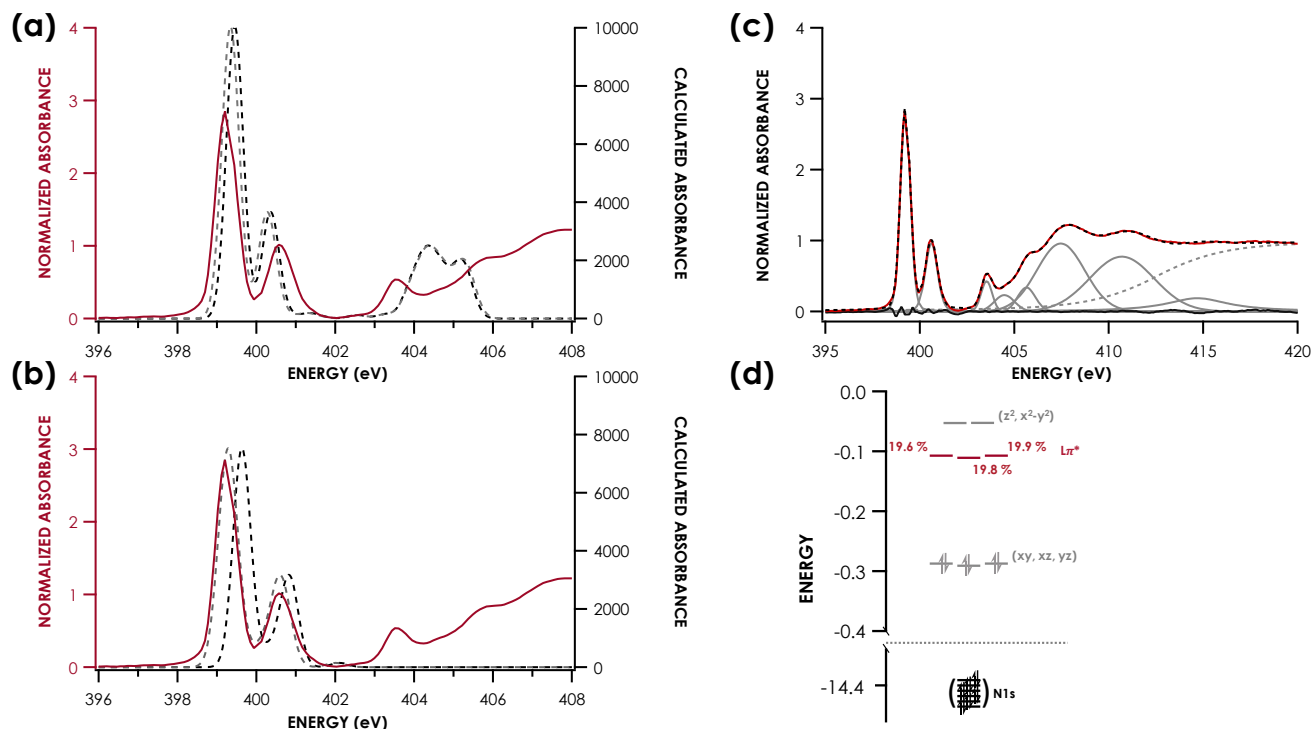 (a)
NORMALIZED ABSORBANCE
4
3
2
1
0
10000
8000
6000
4000
2000
0
CALCULATED ABSORBANCE
396 398 400 402 404 406 408
ENERGY (eV)
(b)
NORMALIZED ABSORBANCE
4
3
2
1
0
10000
8000
6000
4000
2000
0
CALCULATED ABSORBANCE
396 398 400 402 404 406 408
ENERGY (eV)
(c)
NORMALIZED ABSORBANCE
4
3
2
1
0
395 400 405 410 415 420
ENERGY (eV)
(d)
ENERGY
0.0
-0.1
-0.2
-0.3
-0.4
-14.4
(z², x²-y²)
19.6 % 19.9 % Lπ*
19.8 %
(xy, xz, yz)
( ) N1s